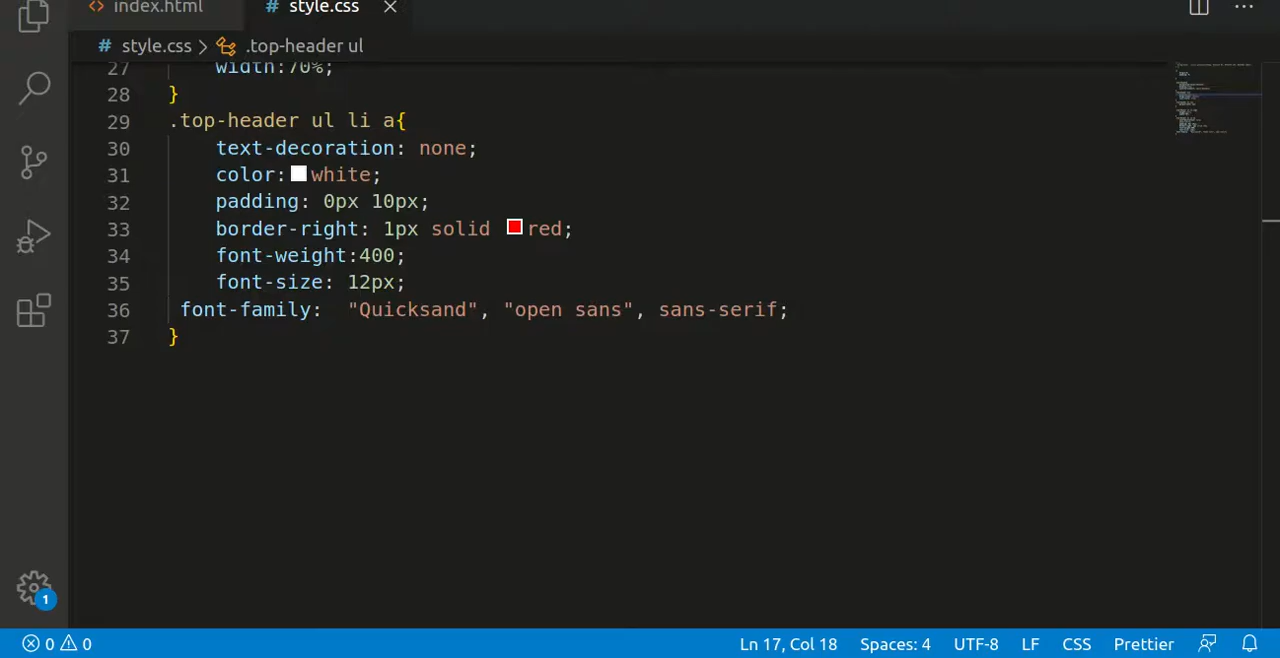 index.html
# style.css
# style.css > .top-header ul
27 width:70%;
28 }
29 .top-header ul li a{
30 text-decoration: none;
31 color: white;
32 padding: 0px 10px;
33 border-right: 1px solid red;
34 font-weight:400;
35 font-size: 12px;
36 font-family:  "Quicksand", "open sans", sans-serif;
37 }
1
0 0 Ln 17, Col 18 Spaces: 4 UTF-8 LF CSS Prettier